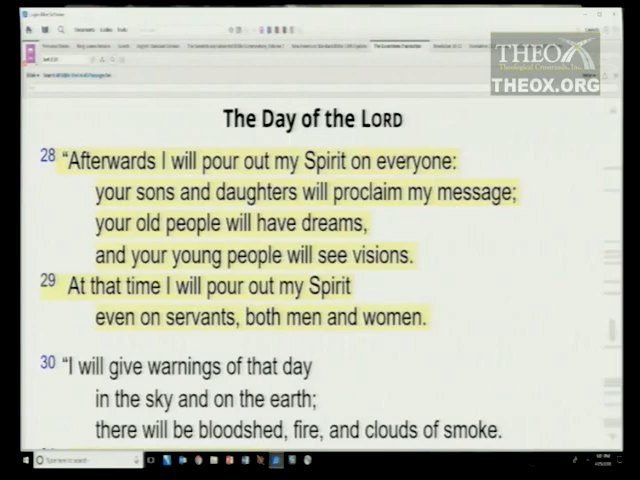 THEOX
Theological Crossroads, Inc.
THEOX.ORG
The Day of the LORD
28 "Afterwards I will pour out my Spirit on everyone:
your sons and daughters will proclaim my message;
your old people will have dreams,
and your young people will see visions.
29 At that time I will pour out my Spirit
even on servants, both men and women.
30 "I will give warnings of that day
in the sky and on the earth;
there will be bloodshed, fire, and clouds of smoke.